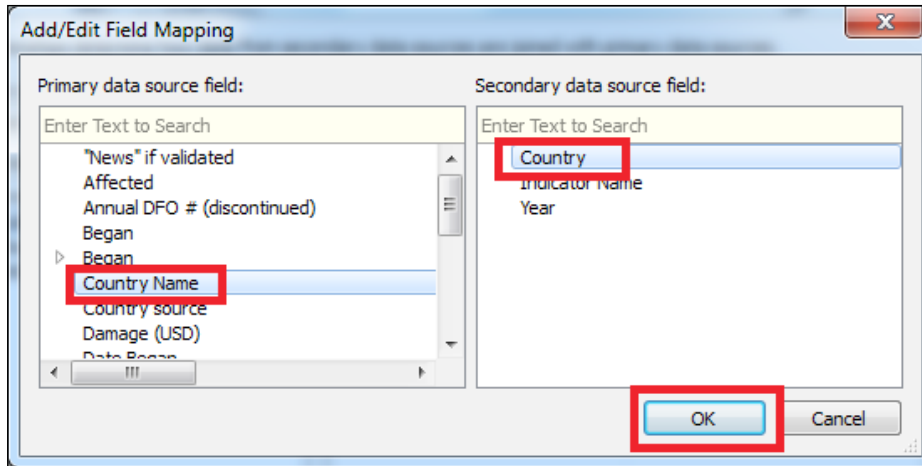 Add/Edit Field Mapping
Primary data source field:
Enter Text to Search
"News" if validated
Affected
Annual DFO # (discontinued)
Began
Began
Country Name
Country source
Damage (USD)
Date Began
Secondary data source field:
Enter Text to Search
Country
Indicator Name
Year
OK
Cancel